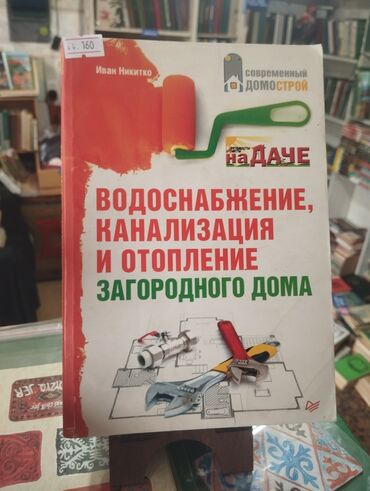 160
Иван Никитко
современный
ДОМОСТРОЙ
на ДАЧЕ
ВОДОСНАБЖЕНИЕ,
КАНАЛИЗАЦИЯ
И ОТОПЛЕНИЕ
ЗАГОРОДНОГО ДОМА